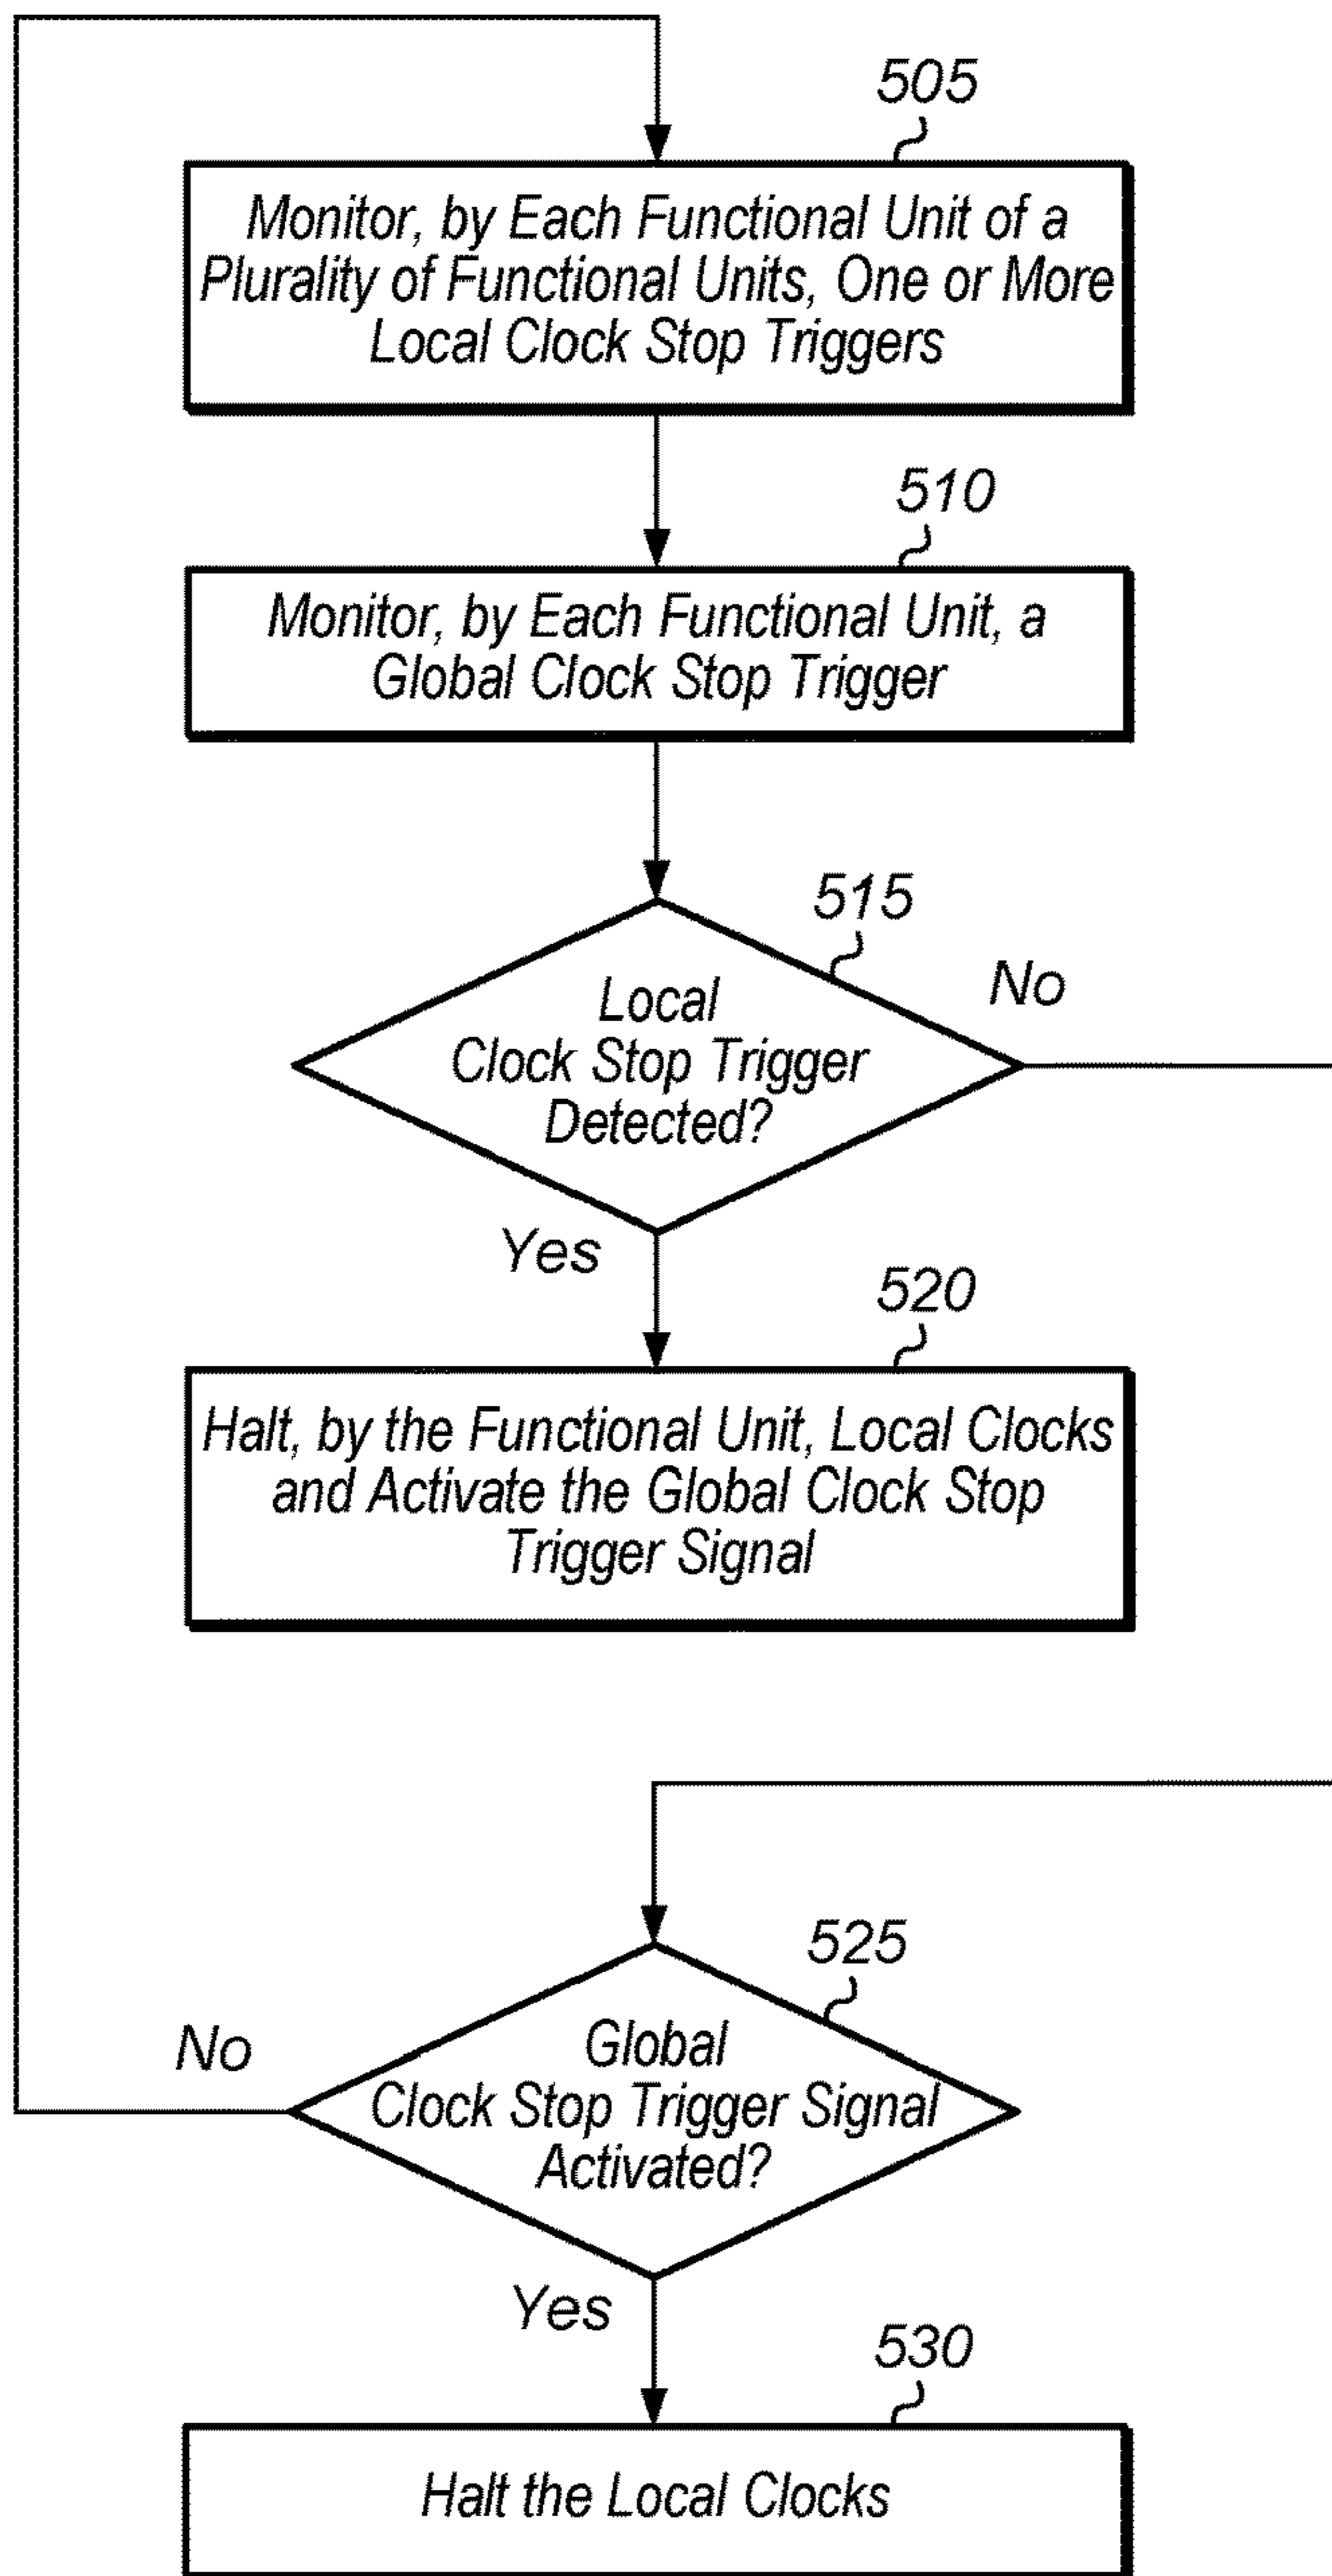 505
Monitor, by Each Functional Unit of a
Plurality of Functional Units, One or More
Local Clock Stop Triggers
510
Monitor, by Each Functional Unit, a
Global Clock Stop Trigger
515
Local
Clock Stop Trigger
Detected?
No
Yes
520
Halt, by the Functional Unit, Local Clocks
and Activate the Global Clock Stop
Trigger Signal
525
Global
Clock Stop Trigger Signal
Activated?
No
Yes
530
Halt the Local Clocks